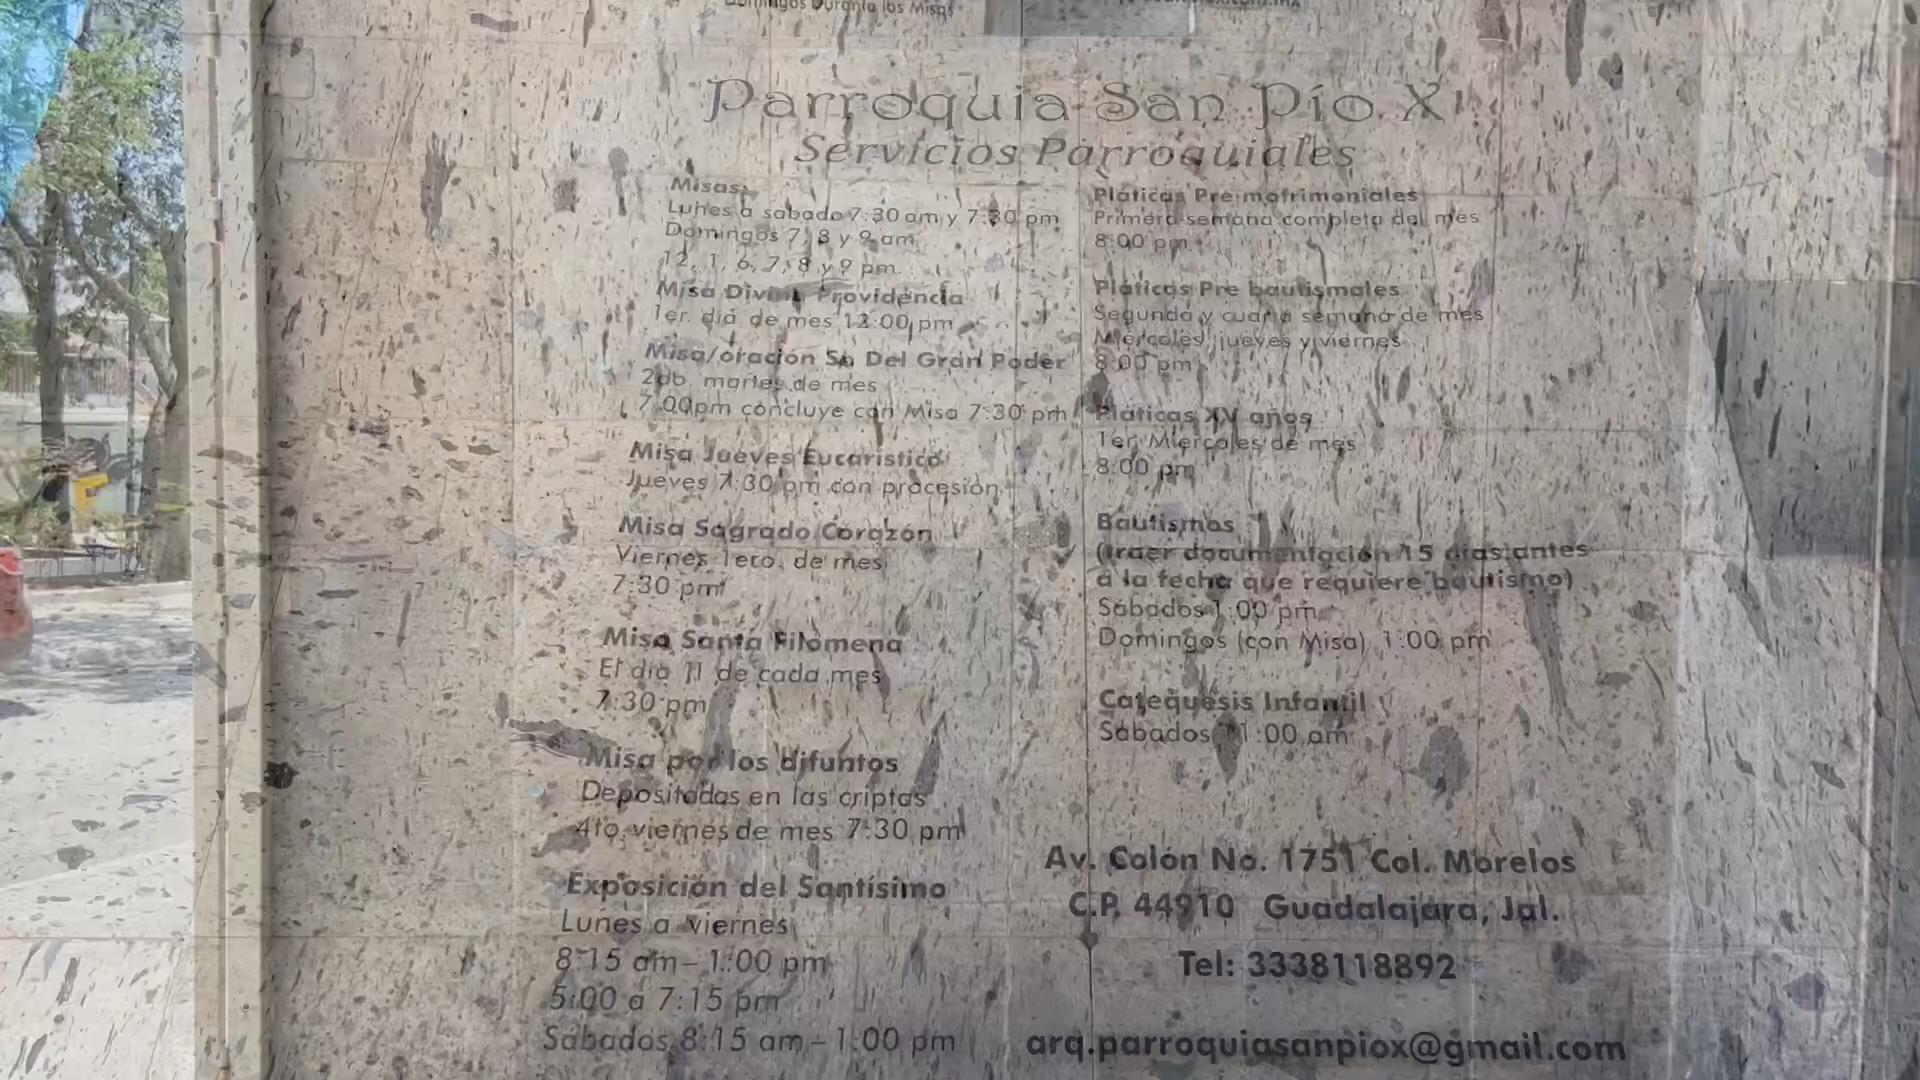 Domingos Durante las Misas
Parroquia San Pío X
Servicios Parroquiales
Misas
Lunes a sabado 7:30 am y 7:30 pm
Domingos 7, 8 y 9 am
12, 1, 6, 7, 8 y 9 pm
Misa Divina Providencia
1er. día de mes 12:00 pm
Misa/oración Sr. Del Gran Poder
2do. martes de mes
7:00pm concluye con Misa 7:30 pm
Misa Jueves Eucarístico
Jueves 7:30 pm con procesión
Misa Sagrado Corazón
Viernes 1ero. de mes
7:30 pm
Misa Santa Filomena
El día 11 de cada mes
7:30 pm
Misa por los difuntos
Depositados en las criptas
4to. viernes de mes 7:30 pm
Exposición del Santísimo
Lunes a viernes
8:15 am – 1:00 pm
5:00 a 7:15 pm
Sábados 8:15 am – 1:00 pm
Pláticas Pre matrimoniales
Primera semana completa del mes
8:00 pm
Pláticas Pre bautismales
Segunda y cuarta semana de mes
Miércoles, jueves y viernes
8:00 pm
Pláticas XV años
1er. Miércoles de mes
8:00 pm
Bautismos
(traer documentación 15 días antes
a la fecha que requiere bautismo)
Sábados 1:00 pm
Domingos (con Misa) 1:00 pm
Catequesis Infantil
Sábados 11:00 am
Av. Colón No. 1751 Col. Morelos
C.P. 44910 Guadalajara, Jal.
Tel: 3338118892
arq.parroquiasanpiox@gmail.com